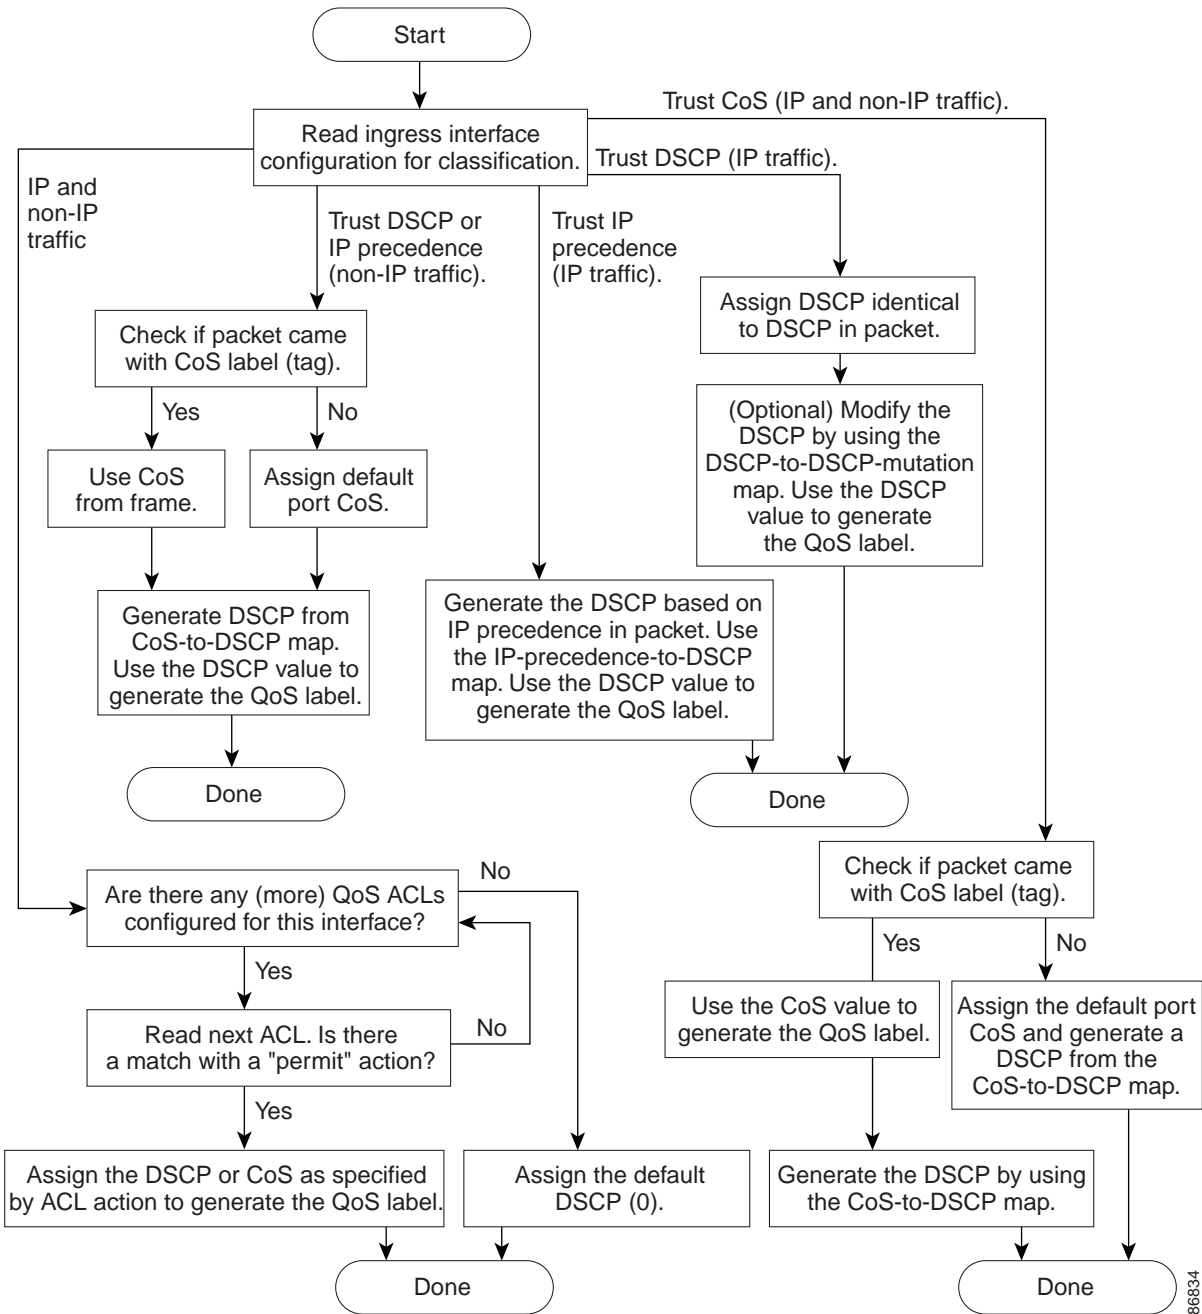 Start
Trust CoS (IP and non-IP traffic).
Read ingress interface
configuration for classification.
Trust DSCP (IP traffic).
IP and
non-IP
traffic
Trust DSCP or
IP precedence
(non-IP traffic).
Trust IP
precedence
(IP traffic).
Assign DSCP identical
to DSCP in packet.
Check if packet came
with CoS label (tag).
Yes
No
(Optional) Modify the
DSCP by using the
DSCP-to-DSCP-mutation
map. Use the DSCP
value to generate
the QoS label.
Use CoS
from frame.
Assign default
port CoS.
Generate DSCP from
CoS-to-DSCP map.
Use the DSCP value to
generate the QoS label.
Generate the DSCP based on
IP precedence in packet. Use
the IP-precedence-to-DSCP
map. Use the DSCP value to
generate the QoS label.
Done
Done
Are there any (more) QoS ACLs
configured for this interface?
No
Check if packet came
with CoS label (tag).
Yes
Yes
No
Read next ACL. Is there
a match with a "permit" action?
No
Use the CoS value to
generate the QoS label.
Assign the default port
CoS and generate a
DSCP from the
CoS-to-DSCP map.
Yes
Assign the DSCP or CoS as specified
by ACL action to generate the QoS label.
Assign the default
DSCP (0).
Generate the DSCP by using
the CoS-to-DSCP map.
Done
Done
86834